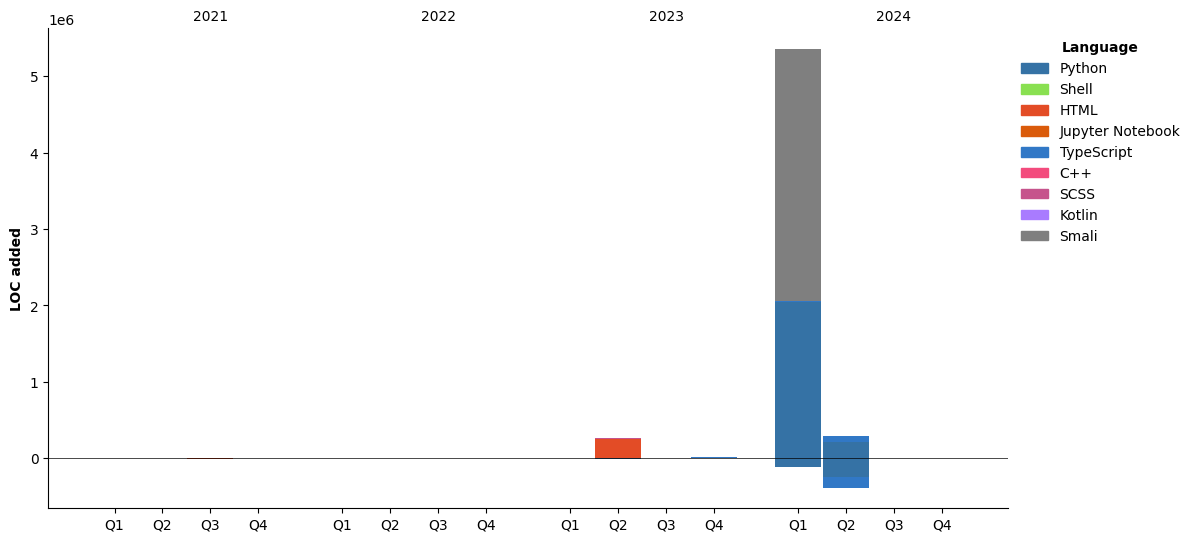 1e6
2021 2022 2023 2024
Language
Python
Shell
HTML
Jupyter Notebook
TypeScript
C++
SCSS
Kotlin
Smali
LOC added
5
4
3
2
1
0
Q1 Q2 Q3 Q4 Q1 Q2 Q3 Q4 Q1 Q2 Q3 Q4 Q1 Q2 Q3 Q4